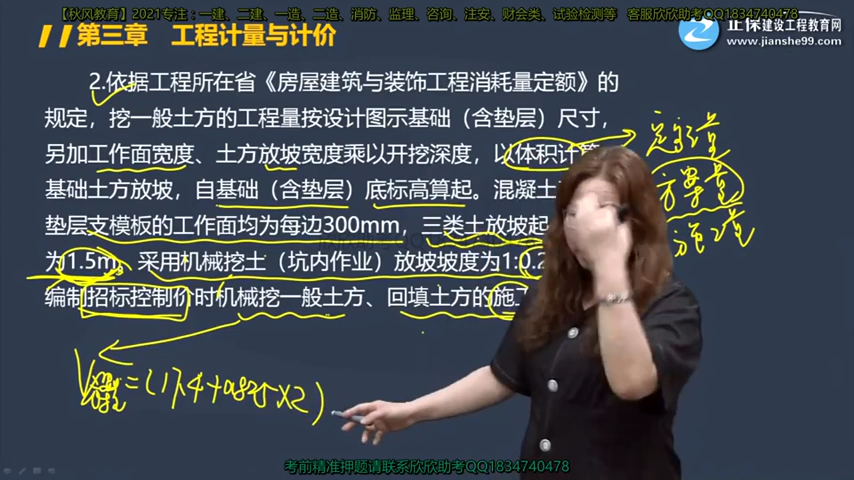 【秋风教育】2021专注：一建、二建、一造、二造、消防、监理、咨询、注安、财会类、试验检测等 客服欣欣助考QQ1834740478
第三章 工程计量与计价
正保建设工程教育网
www.jianshe99.com
2.依据工程所在省《房屋建筑与装饰工程消耗量定额》的
规定，挖一般土方的工程量按设计图示基础（含垫层）尺寸，
另加工作面宽度、土方放坡宽度乘以开挖深度，以体积计算
基础土方放坡，自基础（含垫层）底标高算起。混凝土
垫层支模板的工作面均为每边300mm，三类土放坡起
为1.5m，采用机械挖土（坑内作业）放坡坡度为1:0.2
编制招标控制价时机械挖一般土方、回填土方的施工
方案量
施工量
考前精准押题请联系欣欣助考QQ1834740478